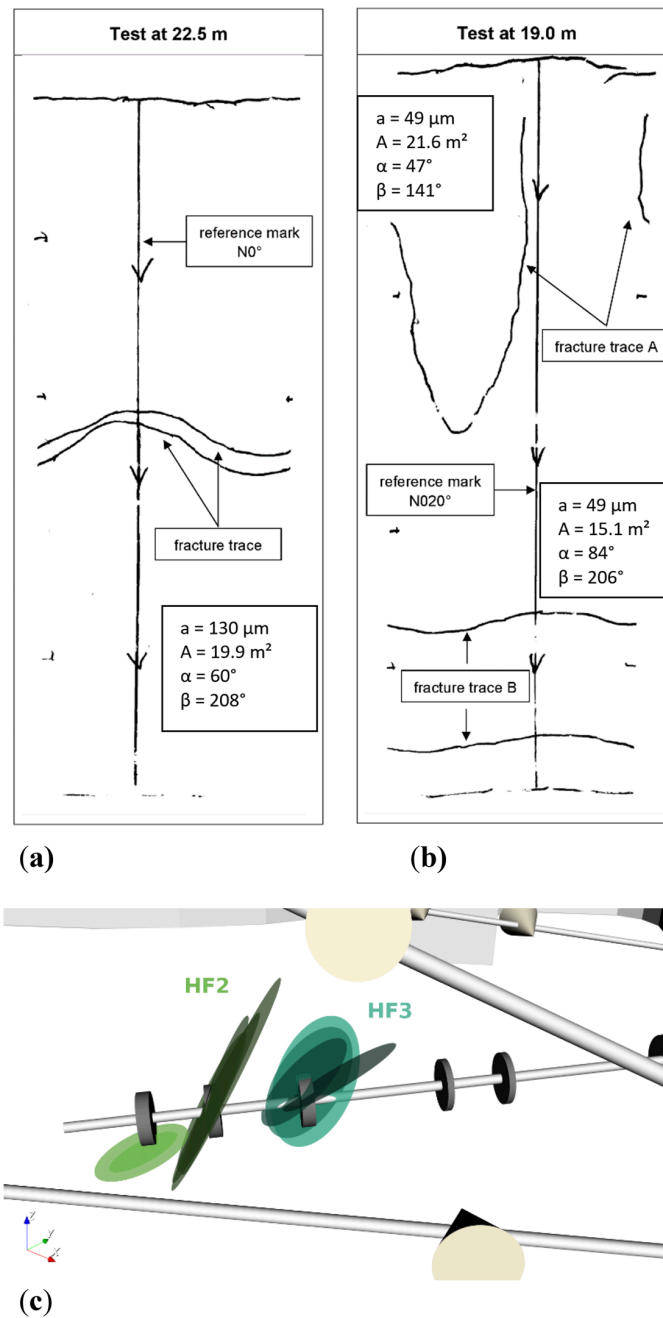 Test at 22.5 m
reference mark
N0°
fracture trace
a = 130 µm
A = 19.9 m²
α = 60°
β = 208°
(a)
Test at 19.0 m
a = 49 µm
A = 21.6 m²
α = 47°
β = 141°
fracture trace A
reference mark
N020°
a = 49 µm
A = 15.1 m²
α = 84°
β = 206°
fracture trace B
(b)
HF2
HF3
Z
Y
X
(c)